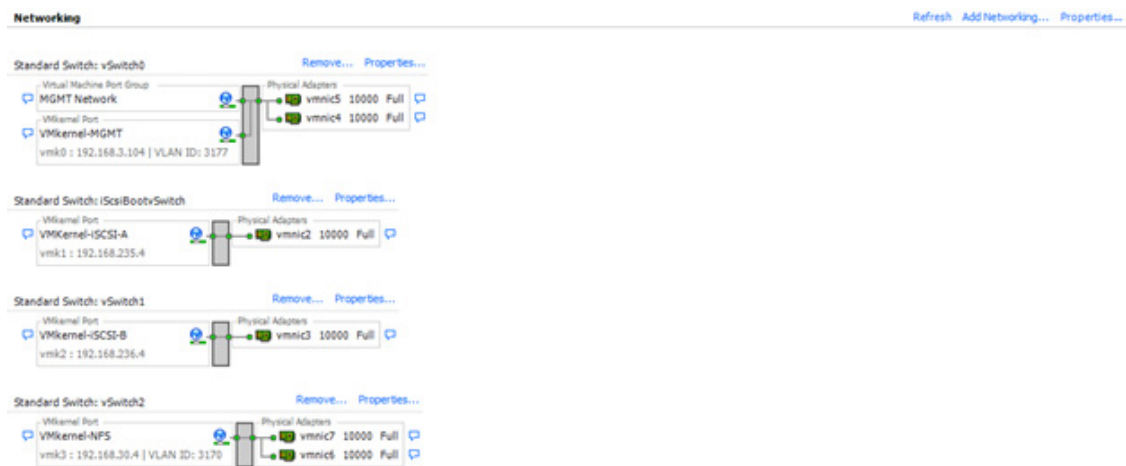 Networking Refresh Add Networking... Properties...
Standard Switch: vSwitch0 Remove... Properties...
Virtual Machine Port Group Physical Adapters
MGMT Network vmnic5 10000 Full
VMkernel Port vmnic4 10000 Full
VMkernel-MGMT
vmk0 : 192.168.3.104 | VLAN ID: 3177
Standard Switch: iScsiBootvSwitch Remove... Properties...
VMkernel Port Physical Adapters
VMKernel-iSCSI-A vmnic2 10000 Full
vmk1 : 192.168.235.4
Standard Switch: vSwitch1 Remove... Properties...
VMkernel Port Physical Adapters
VMkernel-iSCSI-B vmnic3 10000 Full
vmk2 : 192.168.236.4
Standard Switch: vSwitch2 Remove... Properties...
VMkernel Port Physical Adapters
VMkernel-NFS vmnic7 10000 Full
vmk3 : 192.168.30.4 | VLAN ID: 3170 vmnic6 10000 Full